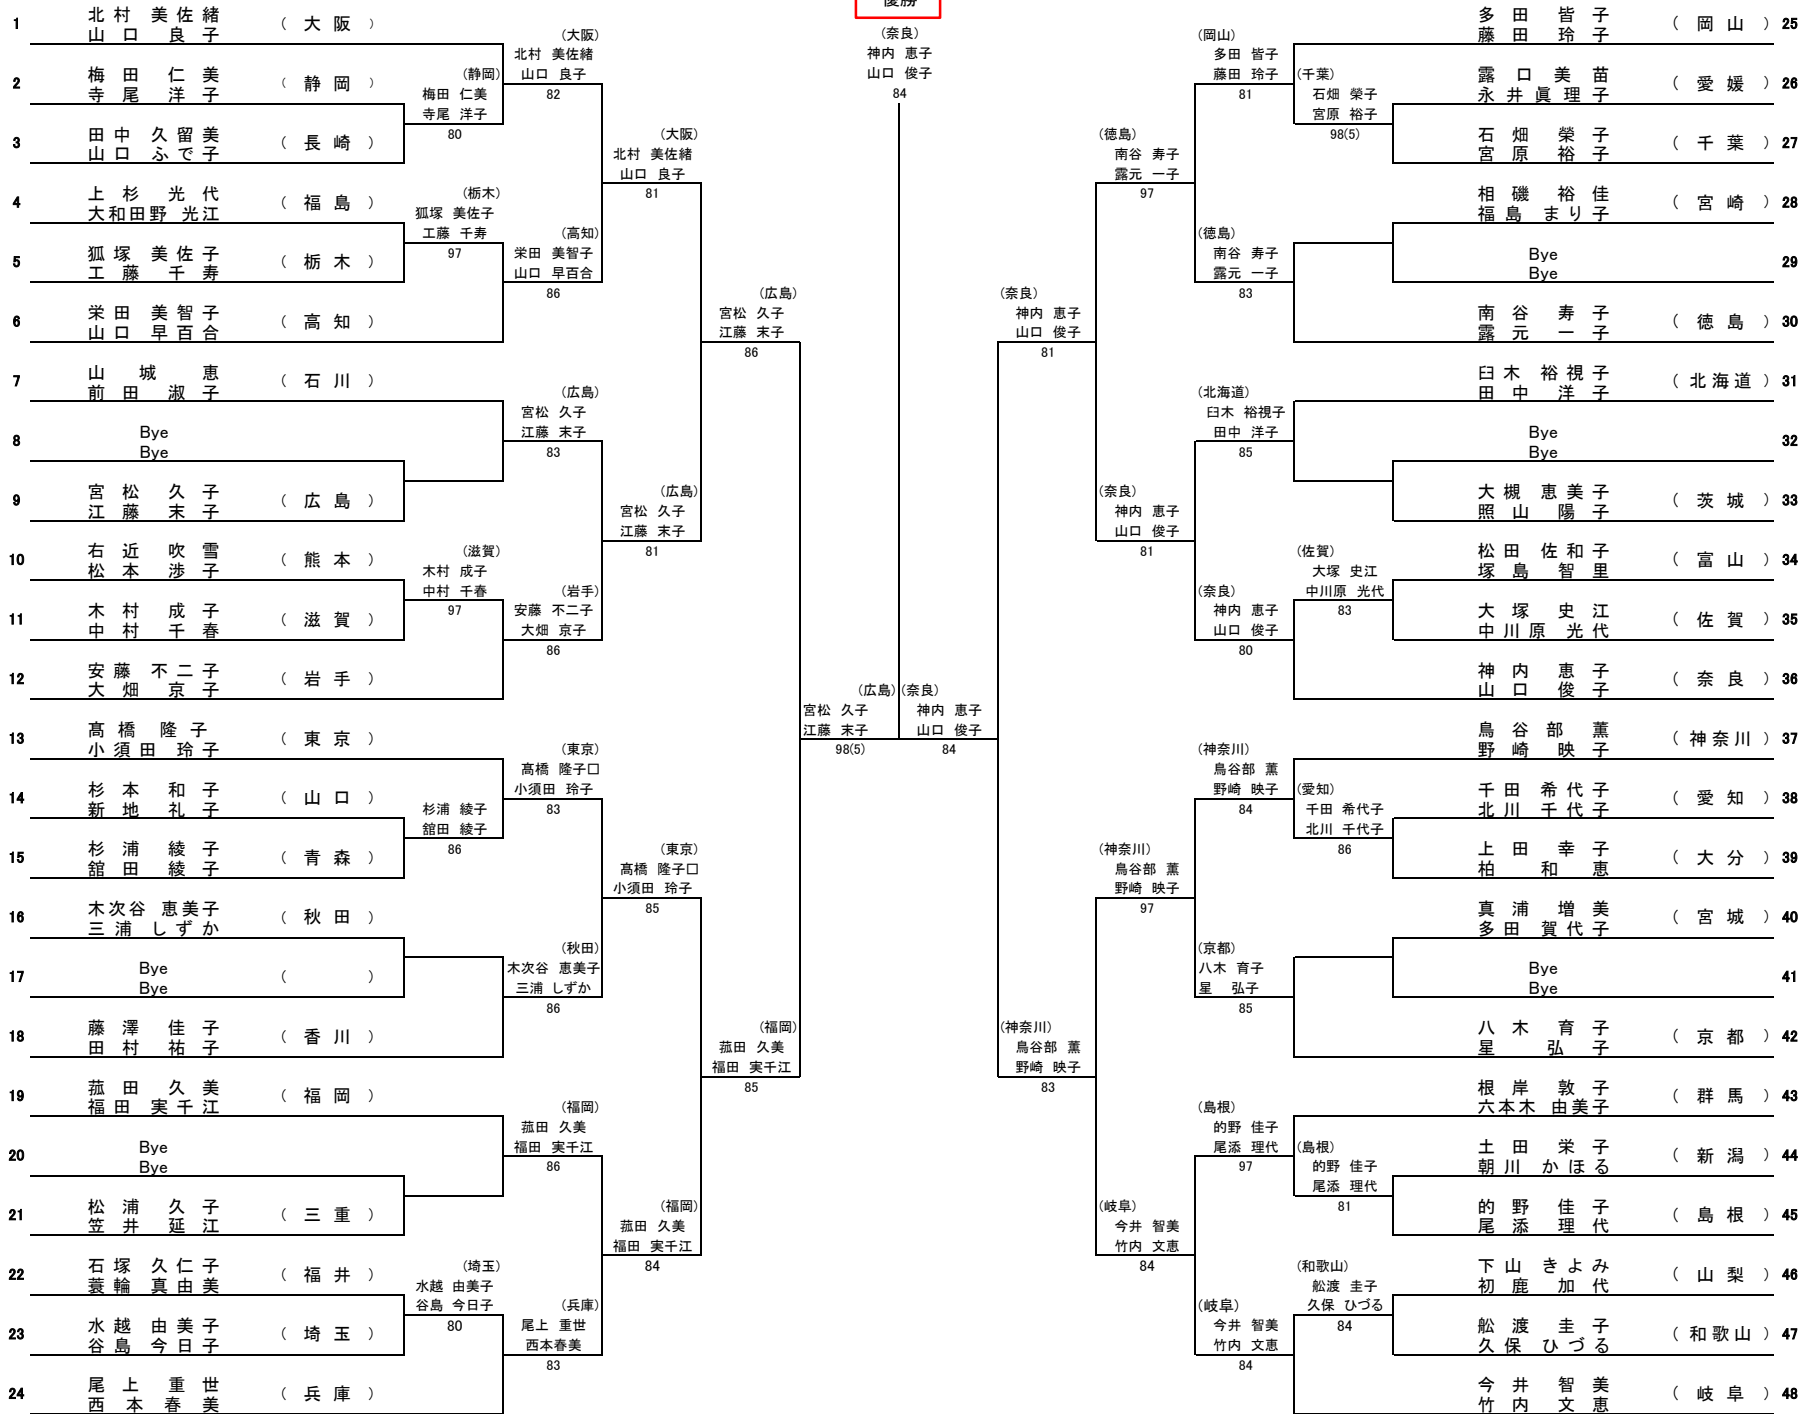 優勝
(奈良)
神内 恵子
山口 俊子
84
1 北村 美佐緒 ( 大阪 )
山口 良子
2 梅田 仁美 ( 静岡 )
寺尾 洋子
3 田中 久留美 ( 長崎 )
山口 ふで子
4 上杉 光代 ( 福島 )
大和田野 光江
5 狐塚 美佐子 ( 栃木 )
工藤 千寿
6 栄田 美智子 ( 高知 )
山口 早百合
7 山城 恵 ( 石川 )
前田 淑子
8 Bye
Bye
9 宮松 久子 ( 広島 )
江藤 末子
10 右近 吹雪 ( 熊本 )
松本 渉子
11 木村 成子 ( 滋賀 )
中村 千春
12 安藤 不二子 ( 岩手 )
大畑 京子
13 髙橋 隆子 ( 東京 )
小須田 玲子
14 杉本 和子 ( 山口 )
新地 礼子
15 杉浦 綾子 ( 青森 )
舘田 綾子
16 木次谷 恵美子 ( 秋田 )
三浦 しずか
17 Bye ( )
Bye
18 藤澤 佳子 ( 香川 )
田村 祐子
19 菰田 久美 ( 福岡 )
福田 実千江
20 Bye
Bye
21 松浦 久子 ( 三重 )
笠井 延江
22 石塚 久仁子 ( 福井 )
蓑輪 真由美
23 水越 由美子 ( 埼玉 )
谷島 今日子
24 尾上 重世 ( 兵庫 )
西本 春美
(静岡)
梅田 仁美
寺尾 洋子
80
(栃木)
狐塚 美佐子
工藤 千寿
97
(滋賀)
木村 成子
中村 千春
97
杉浦 綾子
舘田 綾子
86
(埼玉)
水越 由美子
谷島 今日子
80
(大阪)
北村 美佐緒
山口 良子
82
(高知)
栄田 美智子
山口 早百合
86
(広島)
宮松 久子
江藤 末子
83
(岩手)
安藤 不二子
大畑 京子
86
(東京)
髙橋 隆子口
小須田 玲子
83
(秋田)
木次谷 恵美子
三浦 しずか
86
(福岡)
菰田 久美
福田 実千江
86
(兵庫)
尾上 重世
西本春美
83
(大阪)
北村 美佐緒
山口 良子
81
(広島)
宮松 久子
江藤 末子
81
(東京)
髙橋 隆子口
小須田 玲子
85
(福岡)
菰田 久美
福田 実千江
84
(広島)
宮松 久子
江藤 末子
86
(福岡)
菰田 久美
福田 実千江
85
(広島)
宮松 久子
江藤 末子
98(5)
(奈良)
神内 恵子
山口 俊子
84
(奈良)
神内 恵子
山口 俊子
81
(神奈川)
鳥谷部 薫
野崎 映子
83
(徳島)
南谷 寿子
露元 一子
97
(奈良)
神内 恵子
山口 俊子
81
(神奈川)
鳥谷部 薫
野崎 映子
97
(岐阜)
今井 智美
竹内 文恵
84
(岡山)
多田 皆子
藤田 玲子
81
(徳島)
南谷 寿子
露元 一子
83
(北海道)
臼木 裕視子
田中 洋子
85
(奈良)
神内 恵子
山口 俊子
80
(神奈川)
鳥谷部 薫
野崎 映子
84
(京都)
八木 育子
星 弘子
85
(島根)
的野 佳子
尾添 理代
97
(岐阜)
今井 智美
竹内 文恵
84
(千葉)
石畑 榮子
宮原 裕子
98(5)
(佐賀)
大塚 史江
中川原 光代
83
(愛知)
千田 希代子
北川 千代子
86
(島根)
的野 佳子
尾添 理代
81
(和歌山)
舩渡 圭子
久保 ひづる
84
多田 皆子 ( 岡山 ) 25
藤田 玲子
露口 美苗 ( 愛媛 ) 26
永井 眞理子
石畑 榮子 ( 千葉 ) 27
宮原 裕子
相磯 裕佳 ( 宮崎 ) 28
福島 まり子
Bye 29
Bye
南谷 寿子 ( 徳島 ) 30
露元 一子
臼木 裕視子 ( 北海道 ) 31
田中 洋子
Bye 32
Bye
大槻 恵美子 ( 茨城 ) 33
照山 陽子
松田 佐和子 ( 富山 ) 34
塚島 智里
大塚 史江 ( 佐賀 ) 35
中川原 光代
神内 恵子 ( 奈良 ) 36
山口 俊子
鳥谷部 薫 ( 神奈川 ) 37
野崎 映子
千田 希代子 ( 愛知 ) 38
北川 千代子
上田 幸子 ( 大分 ) 39
柏 和恵
真浦 増美 ( 宮城 ) 40
多田 賀代子
Bye 41
Bye
八木 育子 ( 京都 ) 42
星 弘子
根岸 敦子 ( 群馬 ) 43
六本木 由美子
土田 栄子 ( 新潟 ) 44
朝川 かほる
的野 佳子 ( 島根 ) 45
尾添 理代
下山 きよみ ( 山梨 ) 46
初鹿 加代
舩渡 圭子 ( 和歌山 ) 47
久保 ひづる
今井 智美 ( 岐阜 ) 48
竹内 文恵